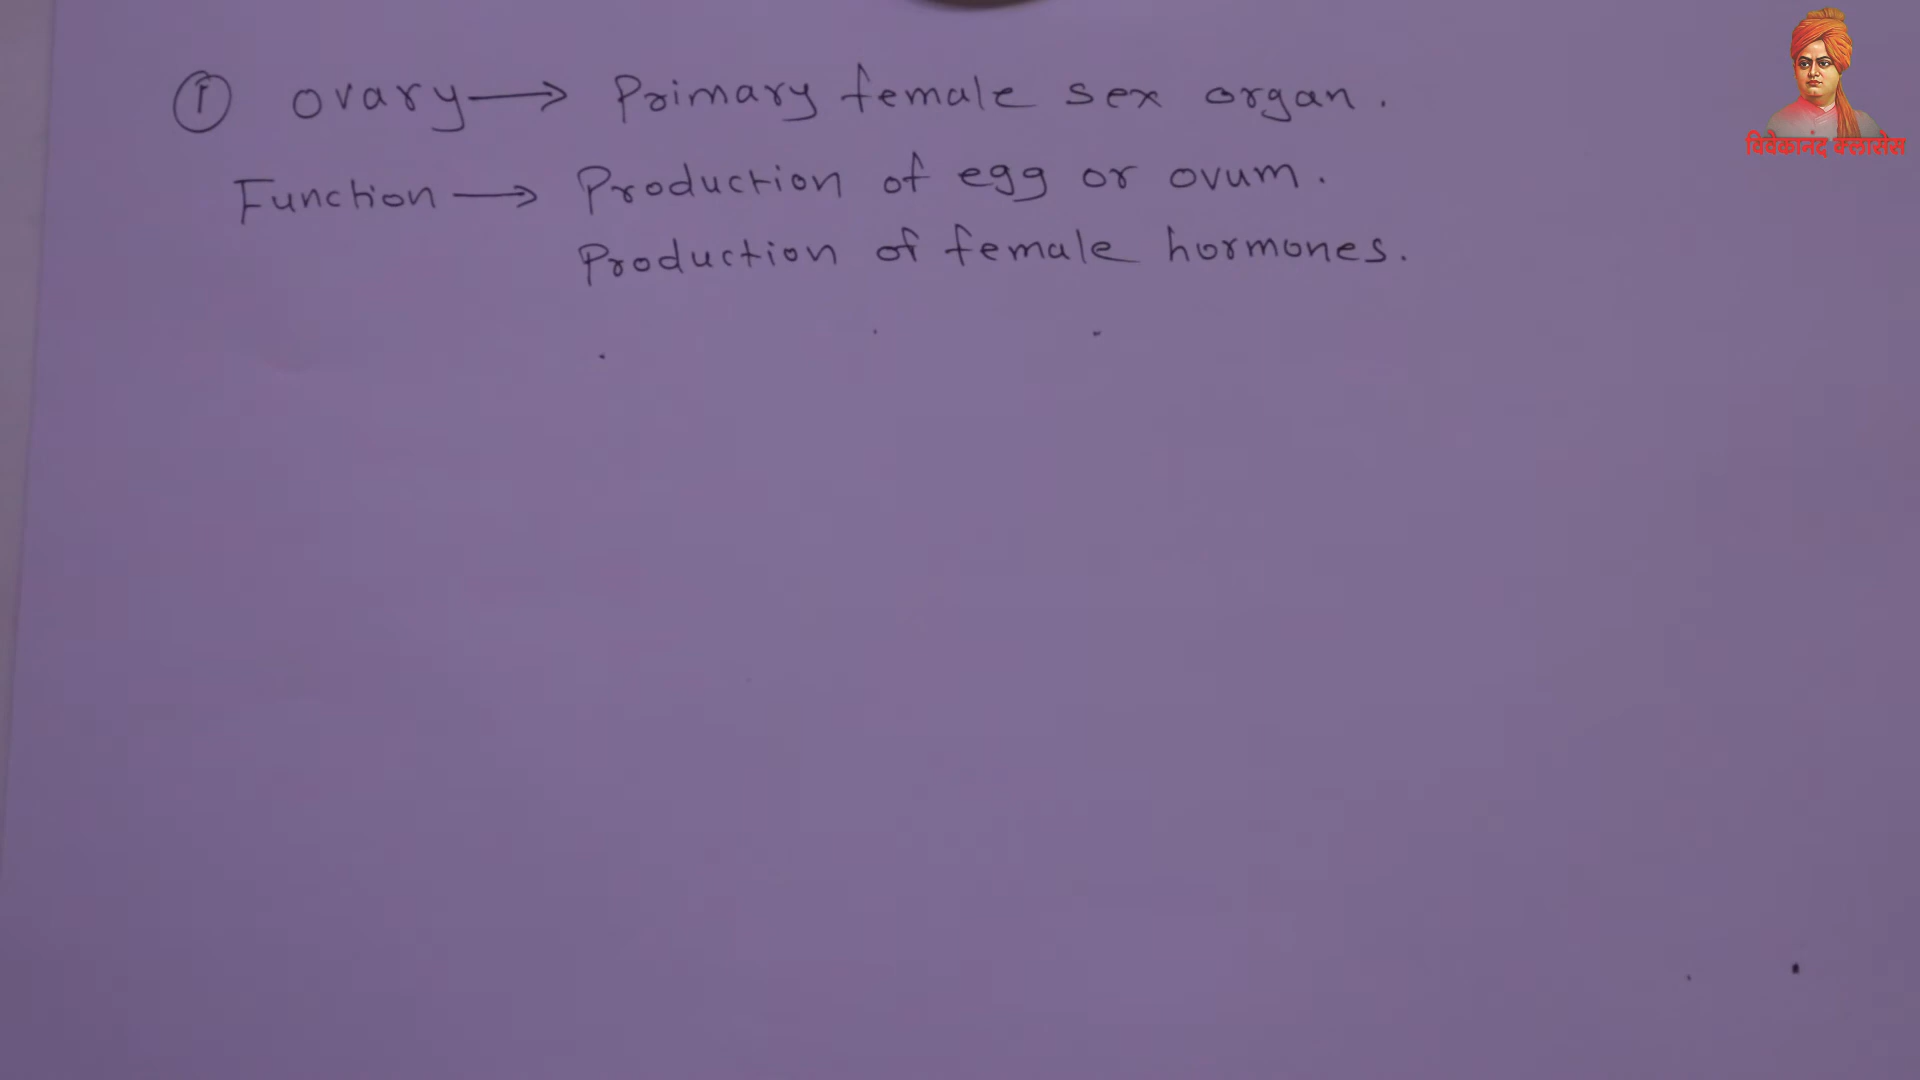 ① ovary → Primary female sex organ.
Function → Production of egg or ovum.
Production of female hormones.
विवेकानंद क्लासेस